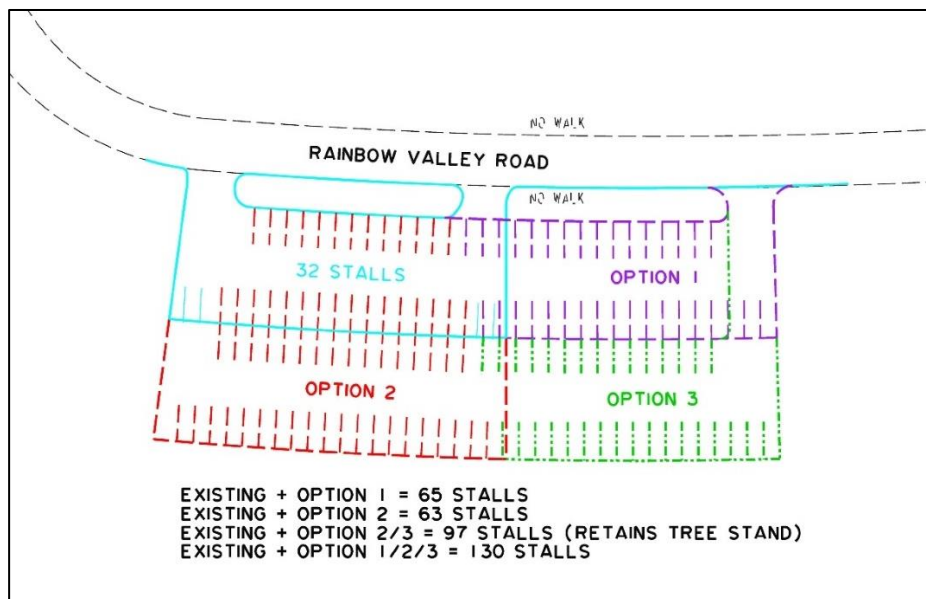 NO WALK
RAINBOW VALLEY ROAD
NO WALK
32 STALLS
OPTION 1
OPTION 2
OPTION 3
EXISTING + OPTION 1 = 65 STALLS
EXISTING + OPTION 2 = 63 STALLS
EXISTING + OPTION 2/3 = 97 STALLS (RETAINS TREE STAND)
EXISTING + OPTION 1/2/3 = 130 STALLS